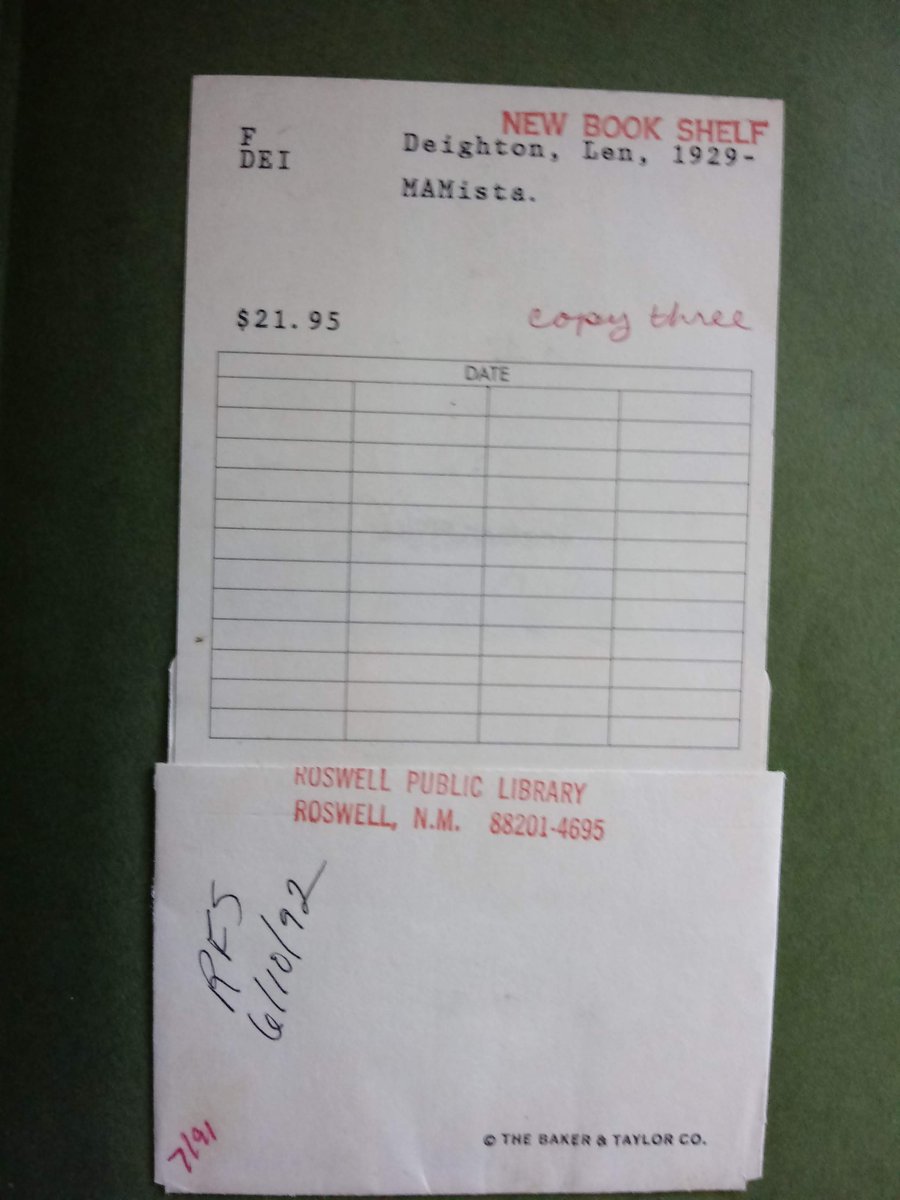 NEW BOOK SHELF
F
DEI
Deighton, Len, 1929-
MAMista.
$21.95
copy three
DATE
ROSWELL PUBLIC LIBRARY
ROSWELL, N.M. 88201-4695
RFS
6/10/92
7/91
© THE BAKER & TAYLOR CO.